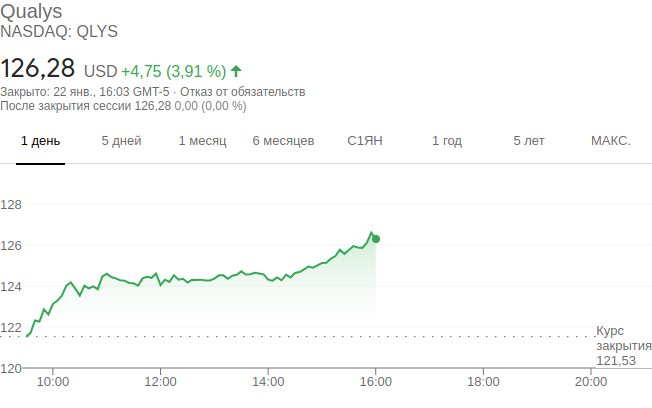 Qualys
NASDAQ: QLYS
126,28 USD +4,75 (3,91 %)
Закрыто: 22 янв., 16:03 GMT-5 · Отказ от обязательств
После закрытия сессии 126,28 0,00 (0,00 %)
1 день 5 дней 1 месяц 6 месяцев С1ЯН 1 год 5 лет МАКС.
128
126
124
122
Курс
закрытия
121,53
120
10:00 12:00 14:00 16:00 18:00 20:00